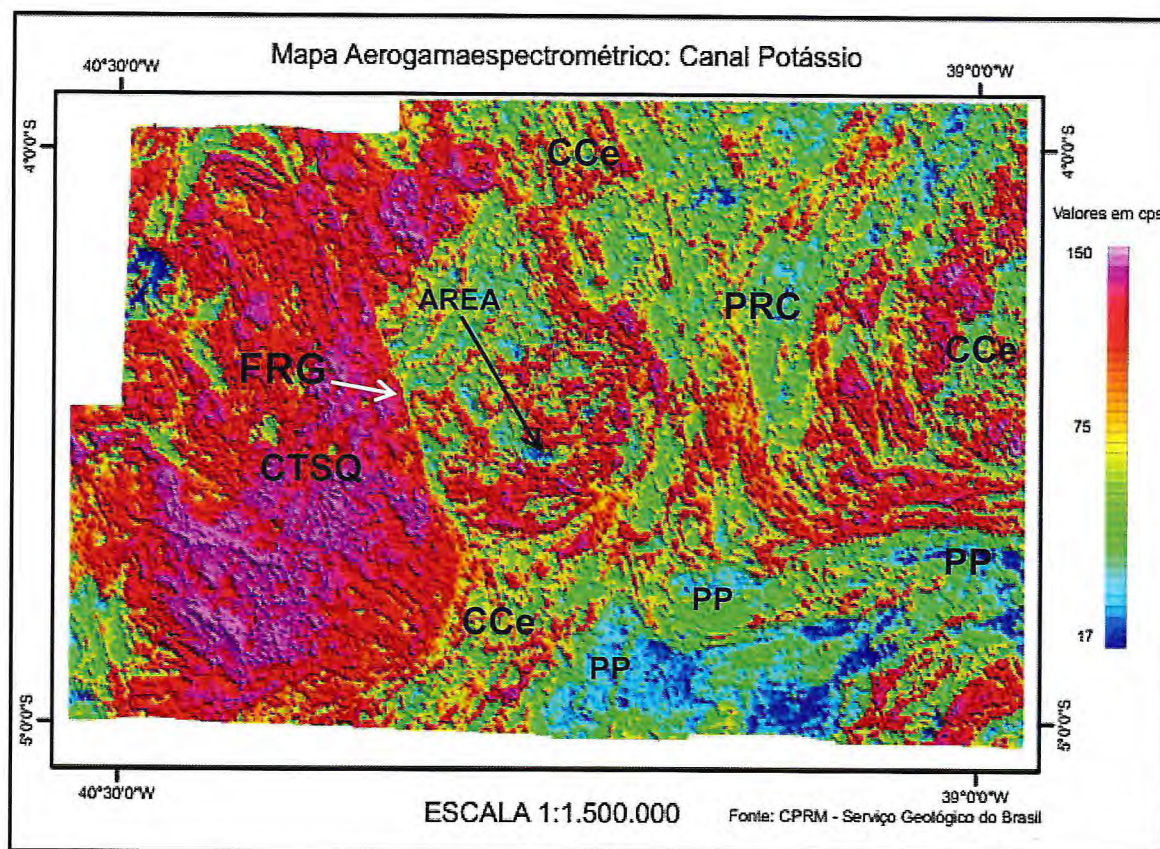 Mapa Aerogamaespectrométrico: Canal Potássio
40°30'0"W
39°0'0"W
4°0'0"S
4°0'0"S
CCe
Valores em cps
150
AREA
PRC
CCe
FRG
75
CTSQ
PP
PP
CCe
PP
17
5°0'0"S
5°0'0"S
40°30'0"W
39°0'0"W
ESCALA 1:1.500.000
Fonte: CPRM - Serviço Geológico do Brasil